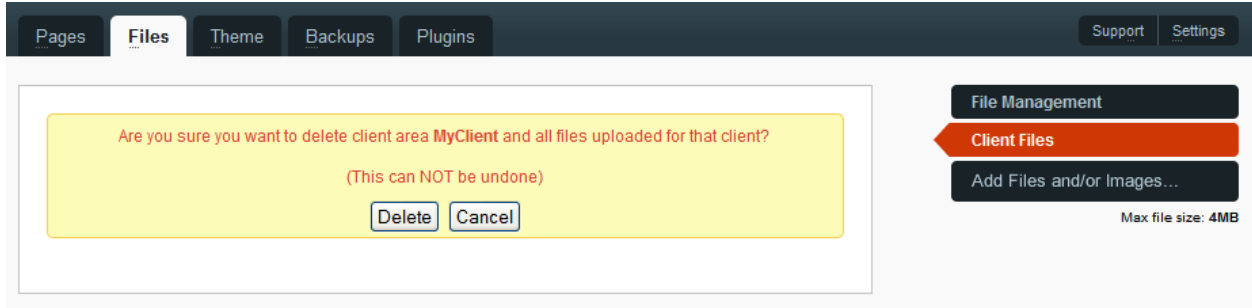 Pages Files Theme Backups Plugins Support Settings
Are you sure you want to delete client area MyClient and all files uploaded for that client?
(This can NOT be undone)
Delete Cancel
File Management
Client Files
Add Files and/or Images...
Max file size: 4MB